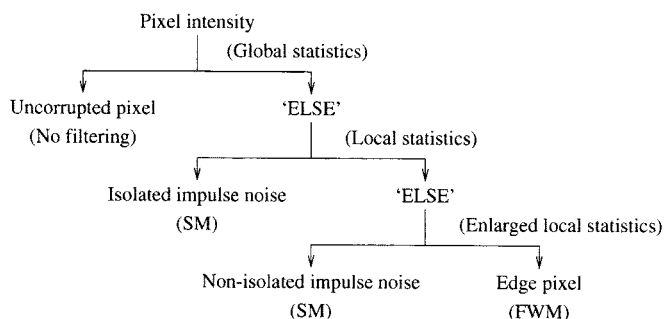 Pixel intensity
(Global statistics)
Uncorrupted pixel
(No filtering)
‘ELSE’
(Local statistics)
Isolated impulse noise
(SM)
‘ELSE’
(Enlarged local statistics)
Non-isolated impulse noise
(SM)
Edge pixel
(FWM)